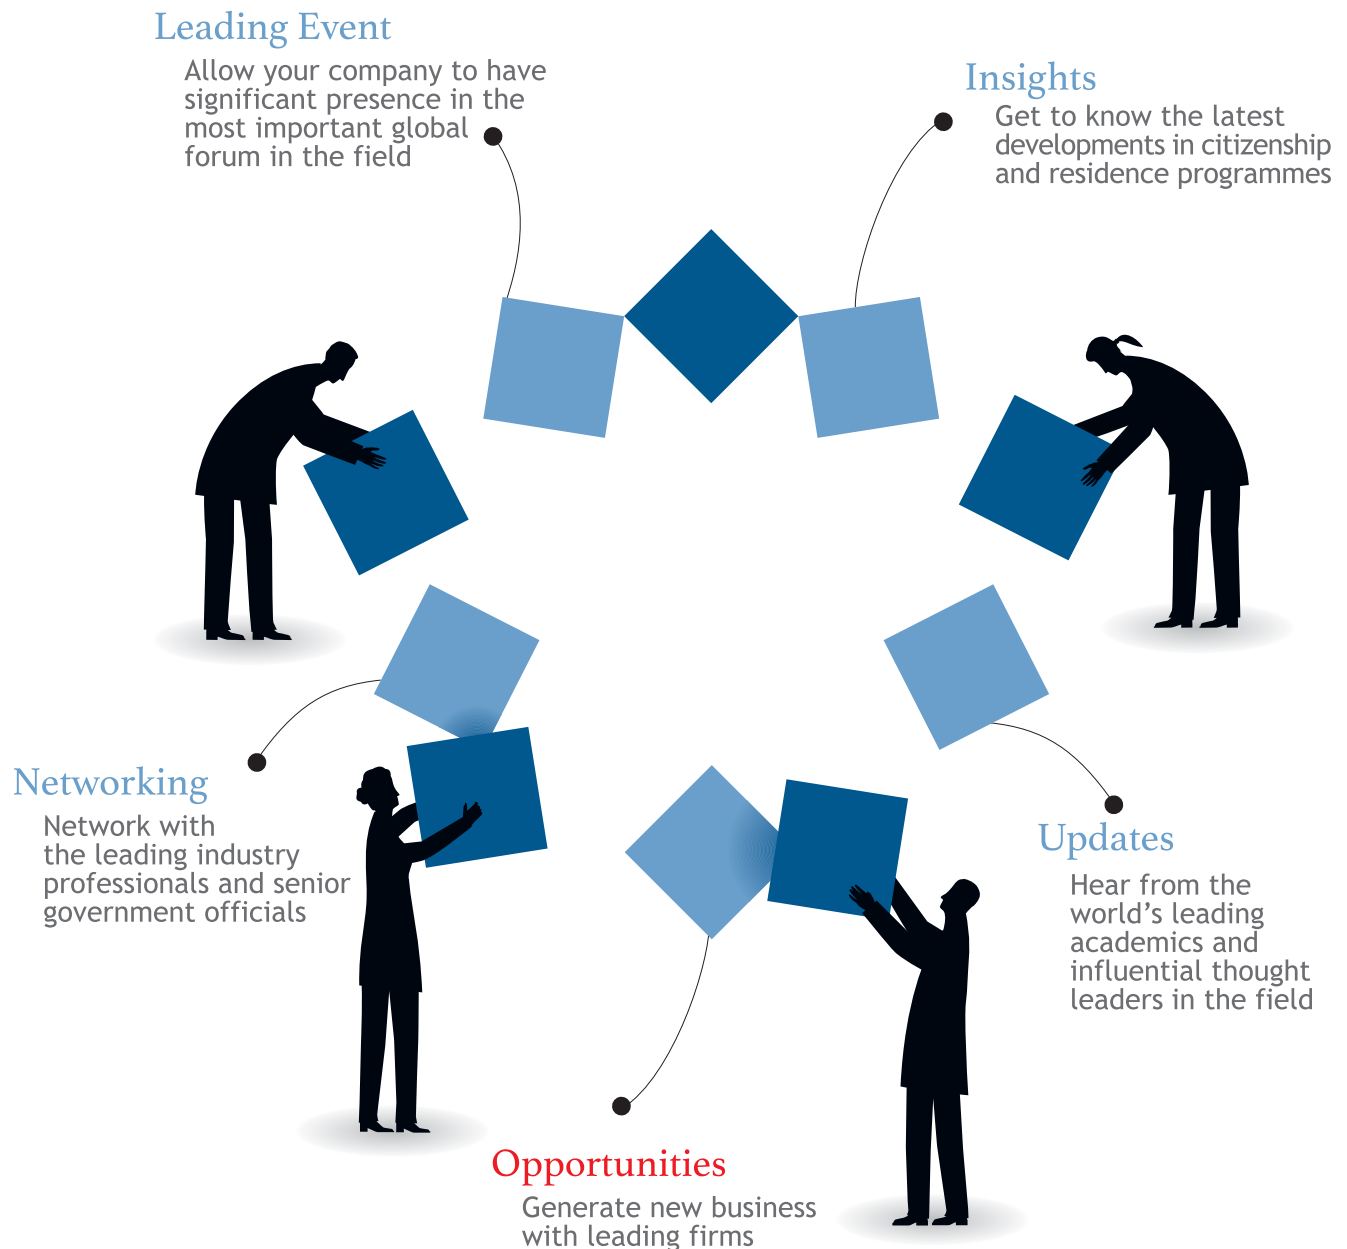 Leading Event
Allow your company to have
significant presence in the
most important global
forum in the field
Insights
Get to know the latest
developments in citizenship
and residence programmes
Networking
Network with
the leading industry
professionals and senior
government officials
Updates
Hear from the
world’s leading
academics and
influential thought
leaders in the field
Opportunities
Generate new business
with leading firms